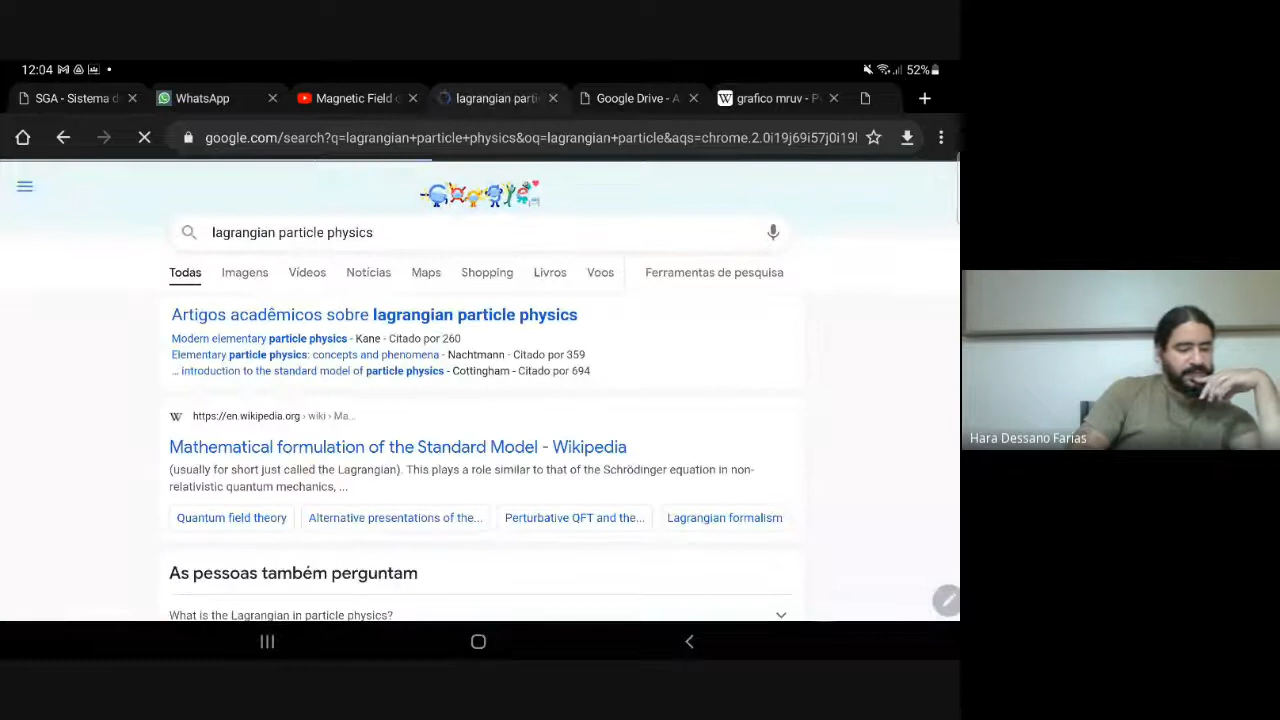 12:04
52%
SGA - Sistema d
WhatsApp
Magnetic Field
lagrangian parti
Google Drive - A
grafico mruv - P
google.com/search?q=lagrangian+particle+physics&oq=lagrangian+particle&aqs=chrome.2.0i19j69i57j0i19l
Google
lagrangian particle physics
Todas Imagens Vídeos Notícias Maps Shopping Livros Voos Ferramentas de pesquisa
Artigos acadêmicos sobre lagrangian particle physics
Modern elementary particle physics - Kane - Citado por 260
Elementary particle physics: concepts and phenomena - Nachtmann - Citado por 359
... introduction to the standard model of particle physics - Cottingham - Citado por 694
https://en.wikipedia.org › wiki › Ma...
Mathematical formulation of the Standard Model - Wikipedia
(usually for short just called the Lagrangian). This plays a role similar to that of the Schrödinger equation in non-
relativistic quantum mechanics, ...
Quantum field theory Alternative presentations of the... Perturbative QFT and the... Lagrangian formalism
As pessoas também perguntam
What is the Lagrangian in particle physics?
Hara Dessano Farias